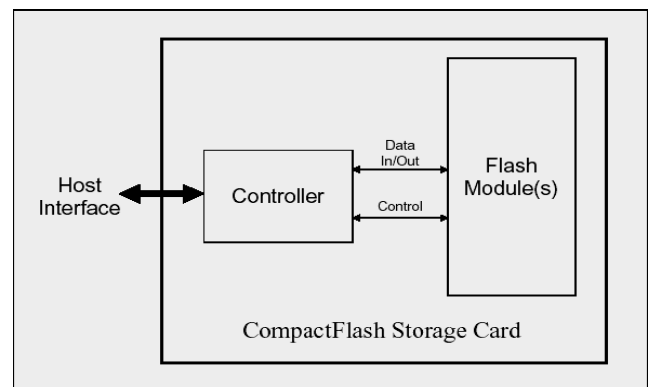 Host
Interface
Controller
Data
In/Out
Control
Flash
Module(s)
CompactFlash Storage Card